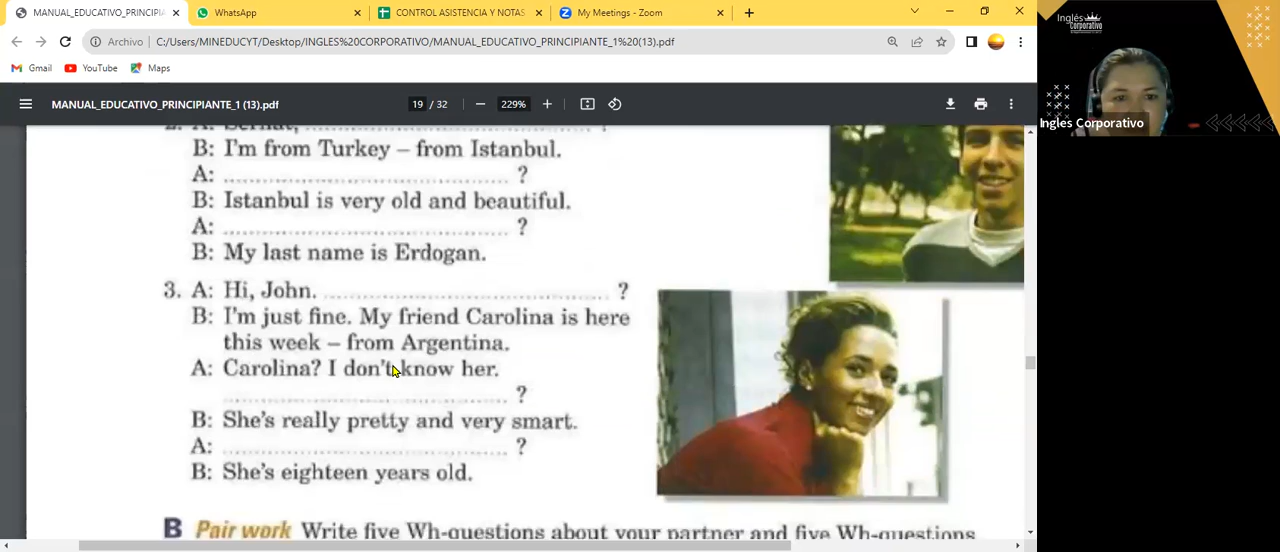 MANUAL_EDUCATIVO_PRINCIPIA
WhatsApp
CONTROL ASISTENCIA Y NOTAS
My Meetings - Zoom
Archivo
C:/Users/MINEDUCYT/Desktop/INGLES%20CORPORATIVO/MANUAL_EDUCATIVO_PRINCIPIANTE_1%20(13).pdf
Gmail
YouTube
Maps
MANUAL_EDUCATIVO_PRINCIPIANTE_1 (13).pdf
19 / 32
229%
Inglés
Corporativo
Ingles Corporativo
2. A: Serhat, ........................................ ?
B: I'm from Turkey – from Istanbul.
A: ........................................ ?
B: Istanbul is very old and beautiful.
A: ........................................ ?
B: My last name is Erdogan.
3. A: Hi, John. ........................................ ?
B: I'm just fine. My friend Carolina is here
this week – from Argentina.
A: Carolina? I don't know her.
........................................ ?
B: She's really pretty and very smart.
A: ........................................ ?
B: She's eighteen years old.
B Pair work Write five Wh-questions about your partner and five Wh-questions